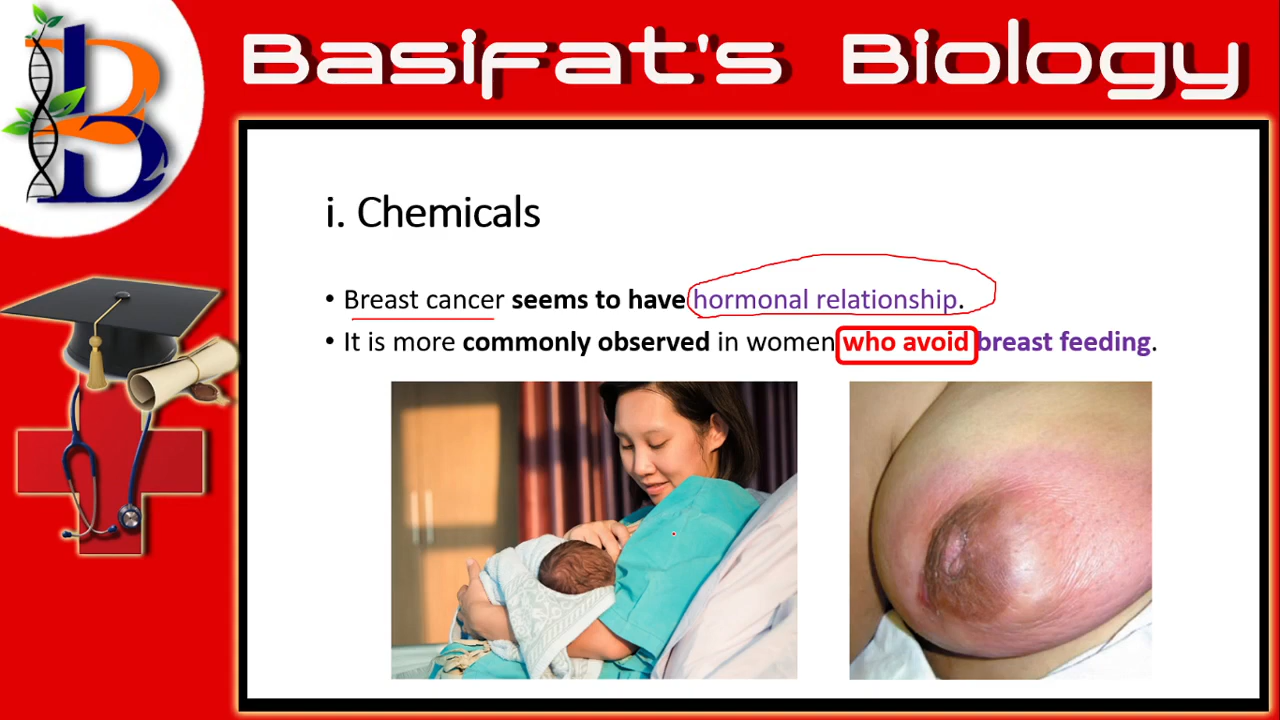 Basifat's Biology
i. Chemicals
• Breast cancer seems to have hormonal relationship.
• It is more commonly observed in women who avoid breast feeding.